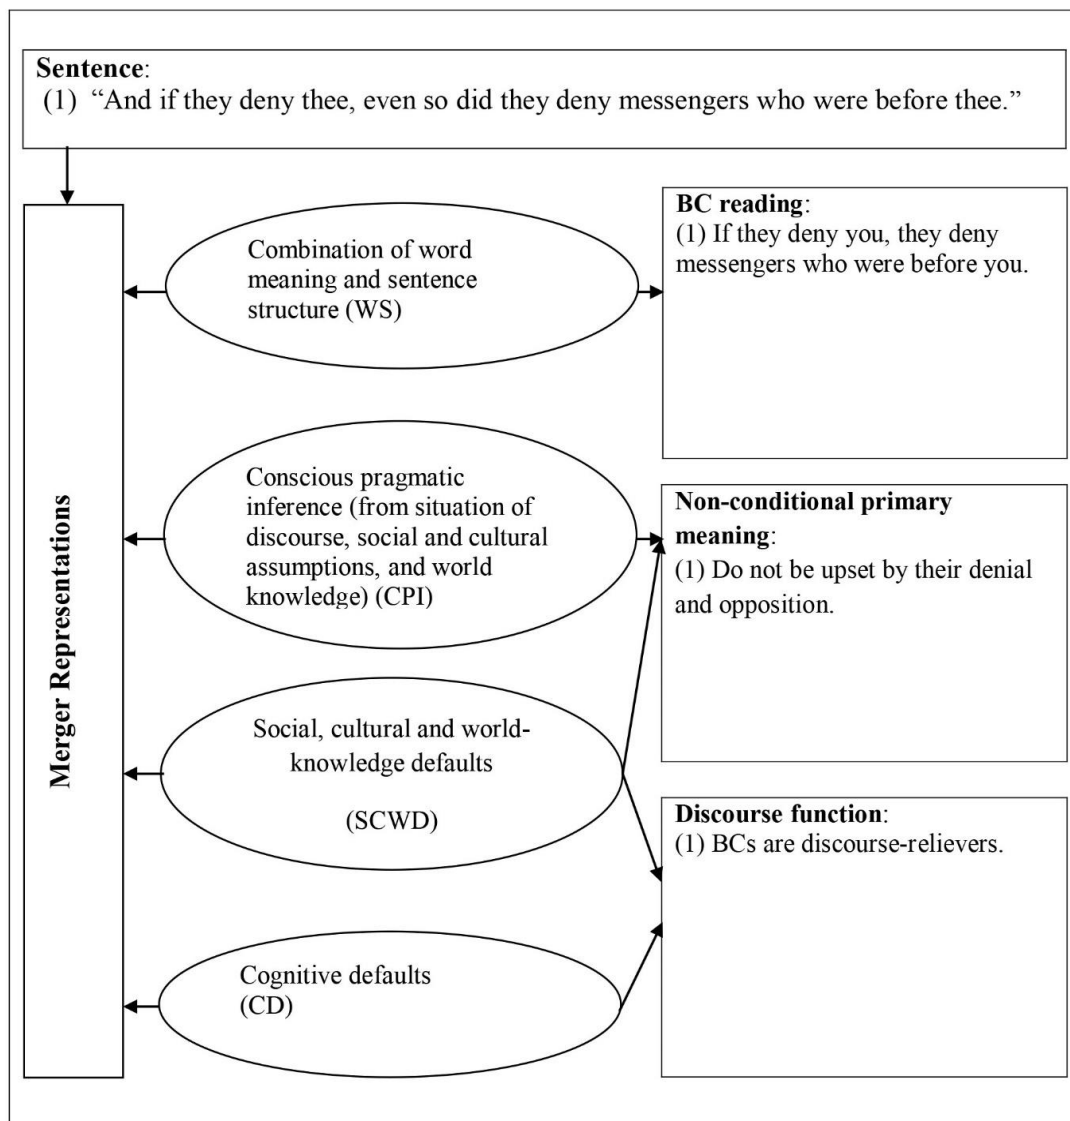 Sentence:
(1) “And if they deny thee, even so did they deny messengers who were before thee.”
Merger Representations
Combination of word
meaning and sentence
structure (WS)
BC reading:
(1) If they deny you, they deny
messengers who were before you.
Conscious pragmatic
inference (from situation of
discourse, social and cultural
assumptions, and world
knowledge) (CPI)
Non-conditional primary
meaning:
(1) Do not be upset by their denial
and opposition.
Social, cultural and world-
knowledge defaults
(SCWD)
Discourse function:
(1) BCs are discourse-relievers.
Cognitive defaults
(CD)